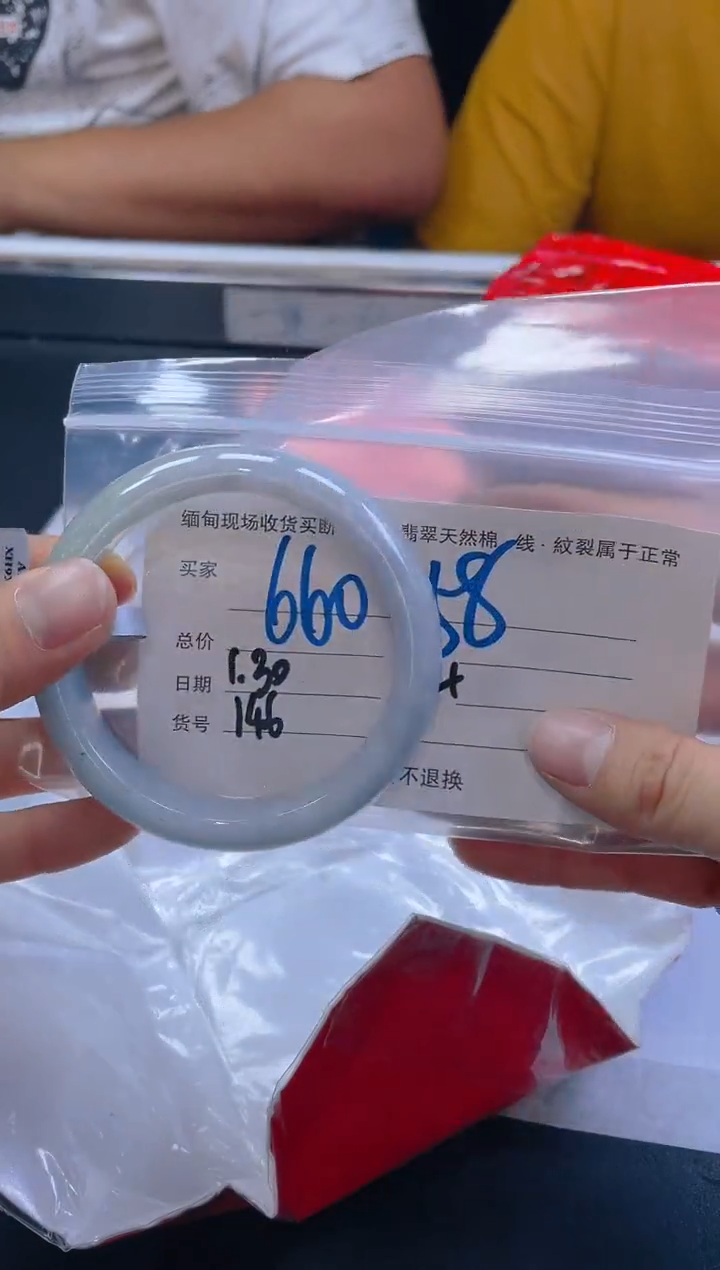 缅甸现场收货买断 翡翠天然棉 线·紋裂属于正常
买家 660 58
总价
日期 1.30
货号 146
不退换